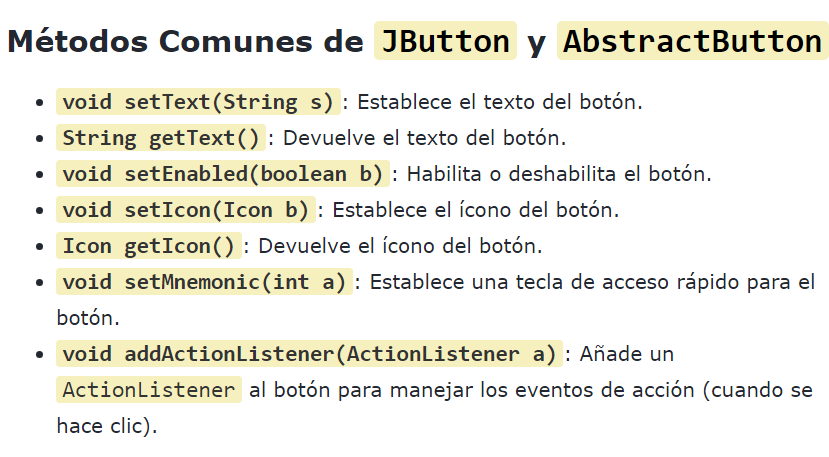 Métodos Comunes de JButton y AbstractButton
• void setText(String s): Establece el texto del botón.
• String getText(): Devuelve el texto del botón.
• void setEnabled(boolean b): Habilita o deshabilita el botón.
• void setIcon(Icon b): Establece el ícono del botón.
• Icon getIcon(): Devuelve el ícono del botón.
• void setMnemonic(int a): Establece una tecla de acceso rápido para el
botón.
• void addActionListener(ActionListener a): Añade un
ActionListener al botón para manejar los eventos de acción (cuando se
hace clic).